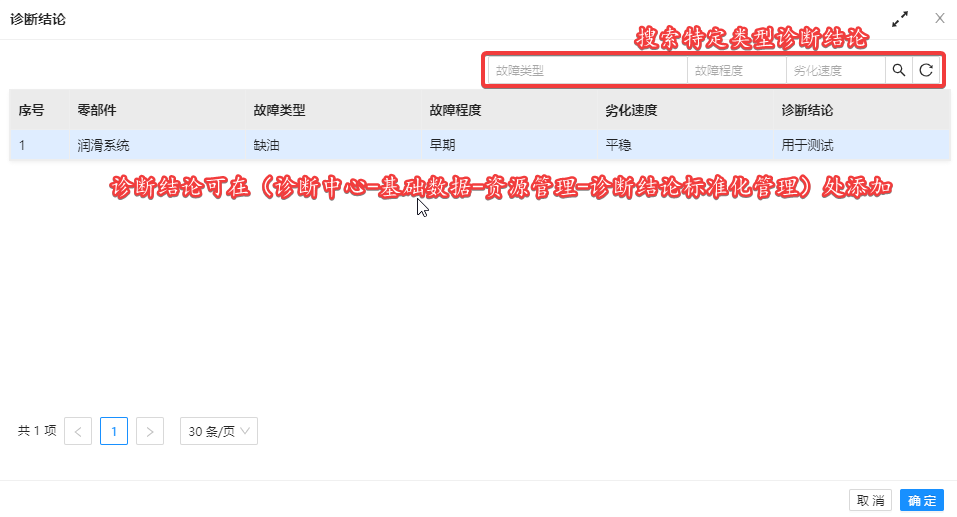 诊断结论
搜索特定类型诊断结论
故障类型 故障程度 劣化速度
序号 零部件 故障类型 故障程度 劣化速度 诊断结论
1 润滑系统 缺油 早期 平稳 用于测试
诊断结论可在（诊断中心-基础数据-资源管理-诊断结论标准化管理）处添加
共 1 项 < 1 > 30 条/页
取 消 确 定